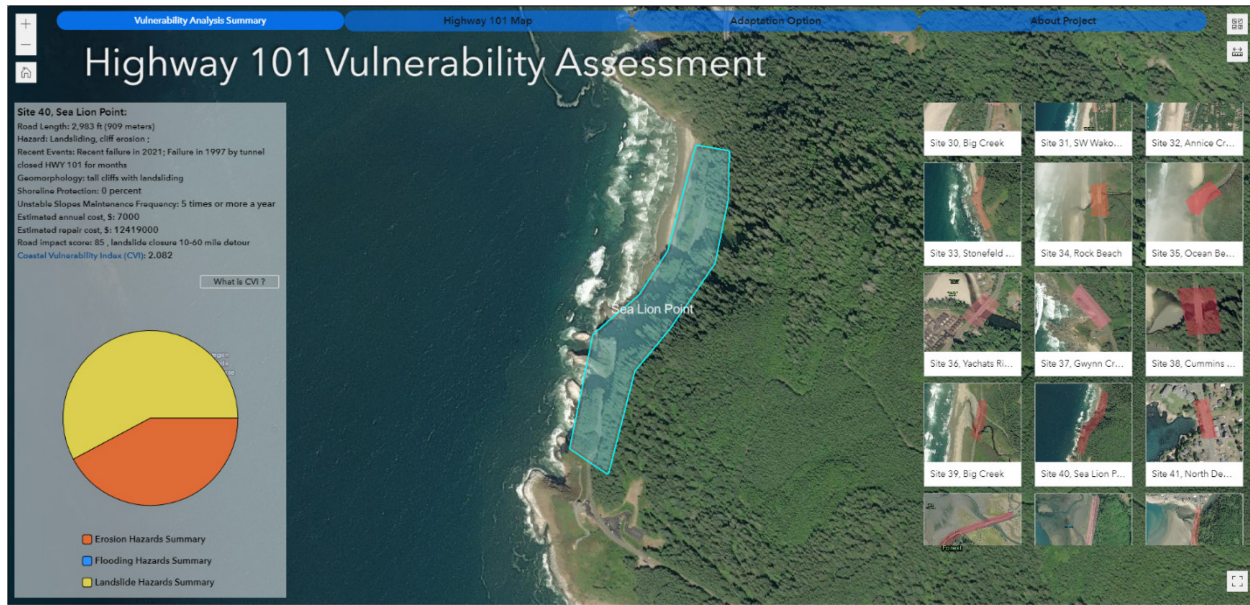 Vulnerability Analysis Summary
Highway 101 Map
Adaptation Option
About Project
Highway 101 Vulnerability Assessment
Site 40, Sea Lion Point:
Road Length: 2,983 ft (909 meters)
Hazard: Landsliding, cliff erosion ;
Recent Events: Recent failure in 2021; Failure in 1997 by tunnel
closed HWY 101 for months
Geomorphology: tall cliffs with landsliding
Shoreline Protection: 0 percent
Unstable Slopes Maintenance Frequency: 5 times or more a year
Estimated annual cost, $: 7000
Estimated repair cost, $: 12419000
Road impact score: 85 , landslide closure 10-60 mile detour
Coastal Vulnarability Index (CVI): 2.082
What is CVI ?
Erosion Hazards Summary
Flooding Hazards Summary
Landslide Hazards Summary
Sea Lion Point
Site 30, Big Creek
Site 31, SW Wako...
Site 32, Annice Cr...
Site 33, Stonefeld ...
Site 34, Rock Beach
Site 35, Ocean Be...
Site 36, Yachats Ri...
Site 37, Gwynn Cr...
Site 38, Cummins ...
Site 39, Big Creek
Site 40, Sea Lion P...
Site 41, North De...